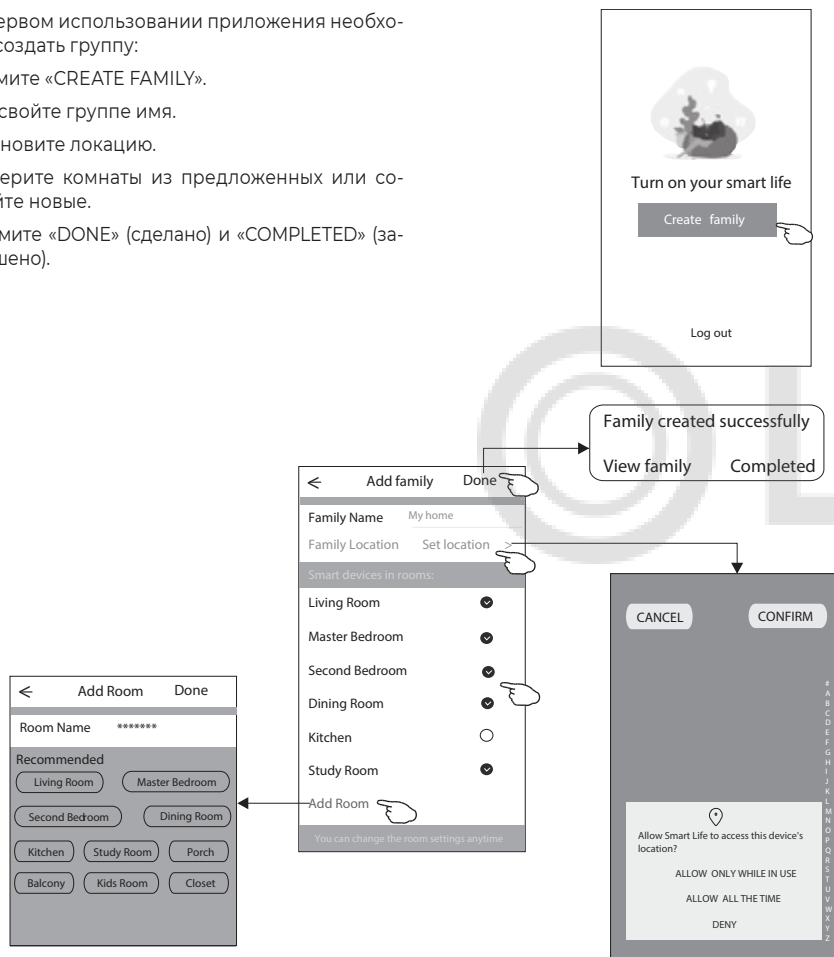 ервом использовании приложения необхо-
создать группу:
мите «CREATE FAMILY».
свойте группе имя.
новите локацию.
ерите комнаты из предложенных или со-
йте новые.
мите «DONE» (сделано) и «COMPLETED» (за-
шено).
Turn on your smart life
Create family
Log out
Family created successfully
View family Completed
Add family Done
Family Name My home
Family Location Set location >
Smart devices in rooms:
Living Room
Master Bedroom
Second Bedroom
Dining Room
Kitchen
Study Room
Add Room
You can change the room settings anytime
Add Room Done
Room Name *******
Recommended
Living Room Master Bedroom
Second Bedroom Dining Room
Kitchen Study Room Porch
Balcony Kids Room Closet
CANCEL CONFIRM
#
A
B
C
D
E
F
G
H
I
J
K
L
M
N
O
P
Q
R
S
T
U
V
W
X
Y
Z
Allow Smart Life to access this device's
location?
ALLOW ONLY WHILE IN USE
ALLOW ALL THE TIME
DENY